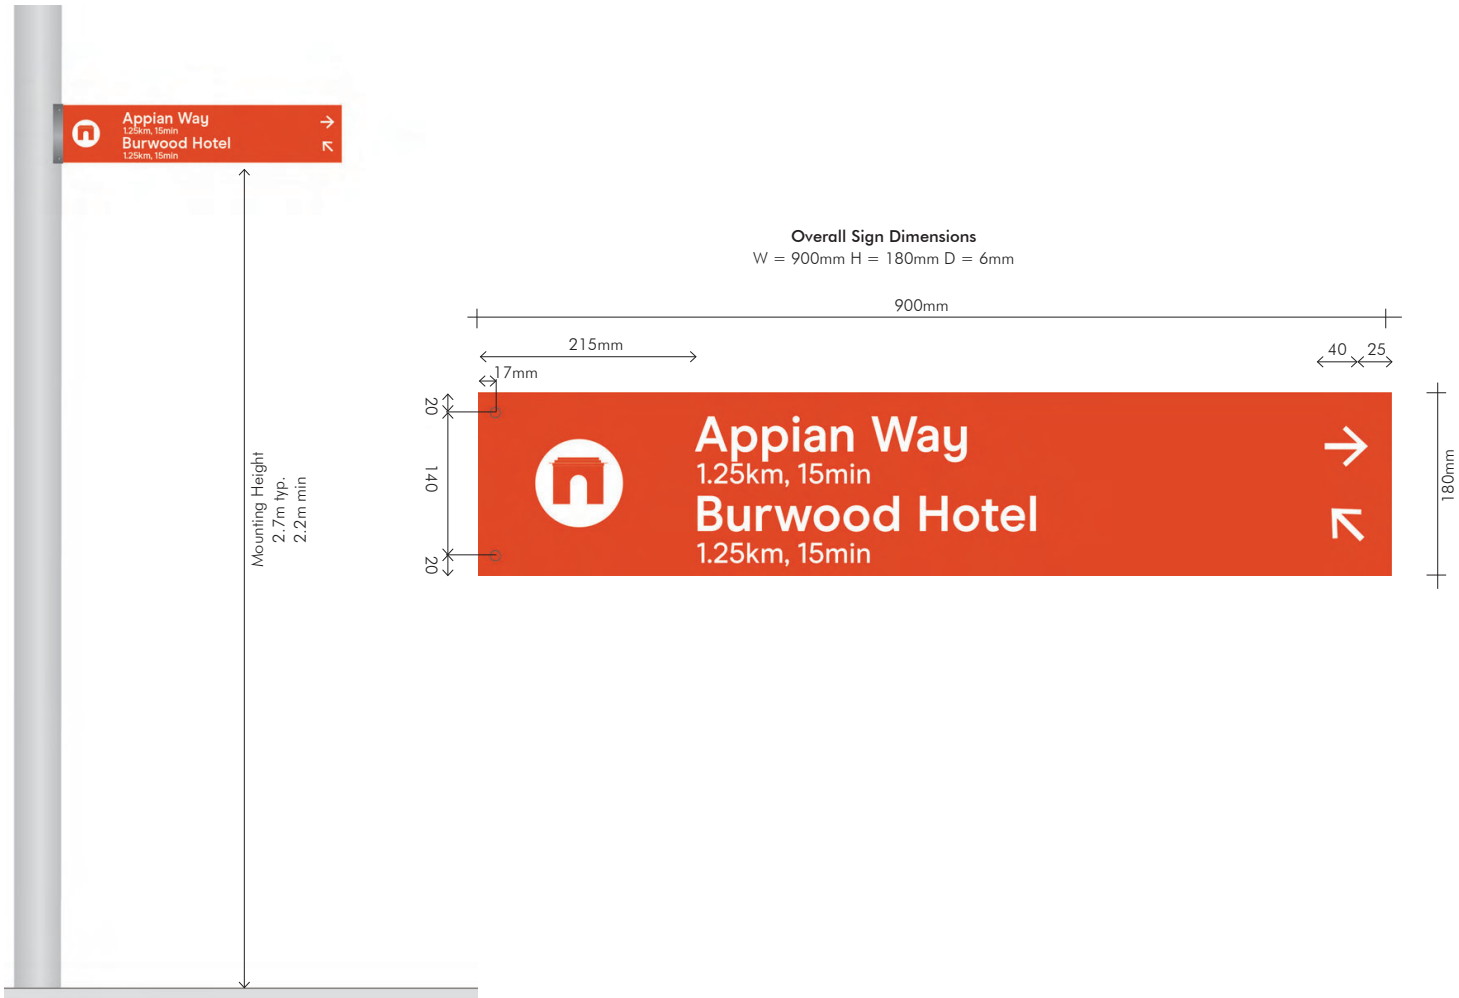 Appian Way
1.25km, 15min
Burwood Hotel
1.25km, 15min
Mounting Height
2.7m typ.
2.2m min
Overall Sign Dimensions
W = 900mm H = 180mm D = 6mm
900mm
215mm
40
25
17mm
20
140
20
180mm
Appian Way
1.25km, 15min
Burwood Hotel
1.25km, 15min